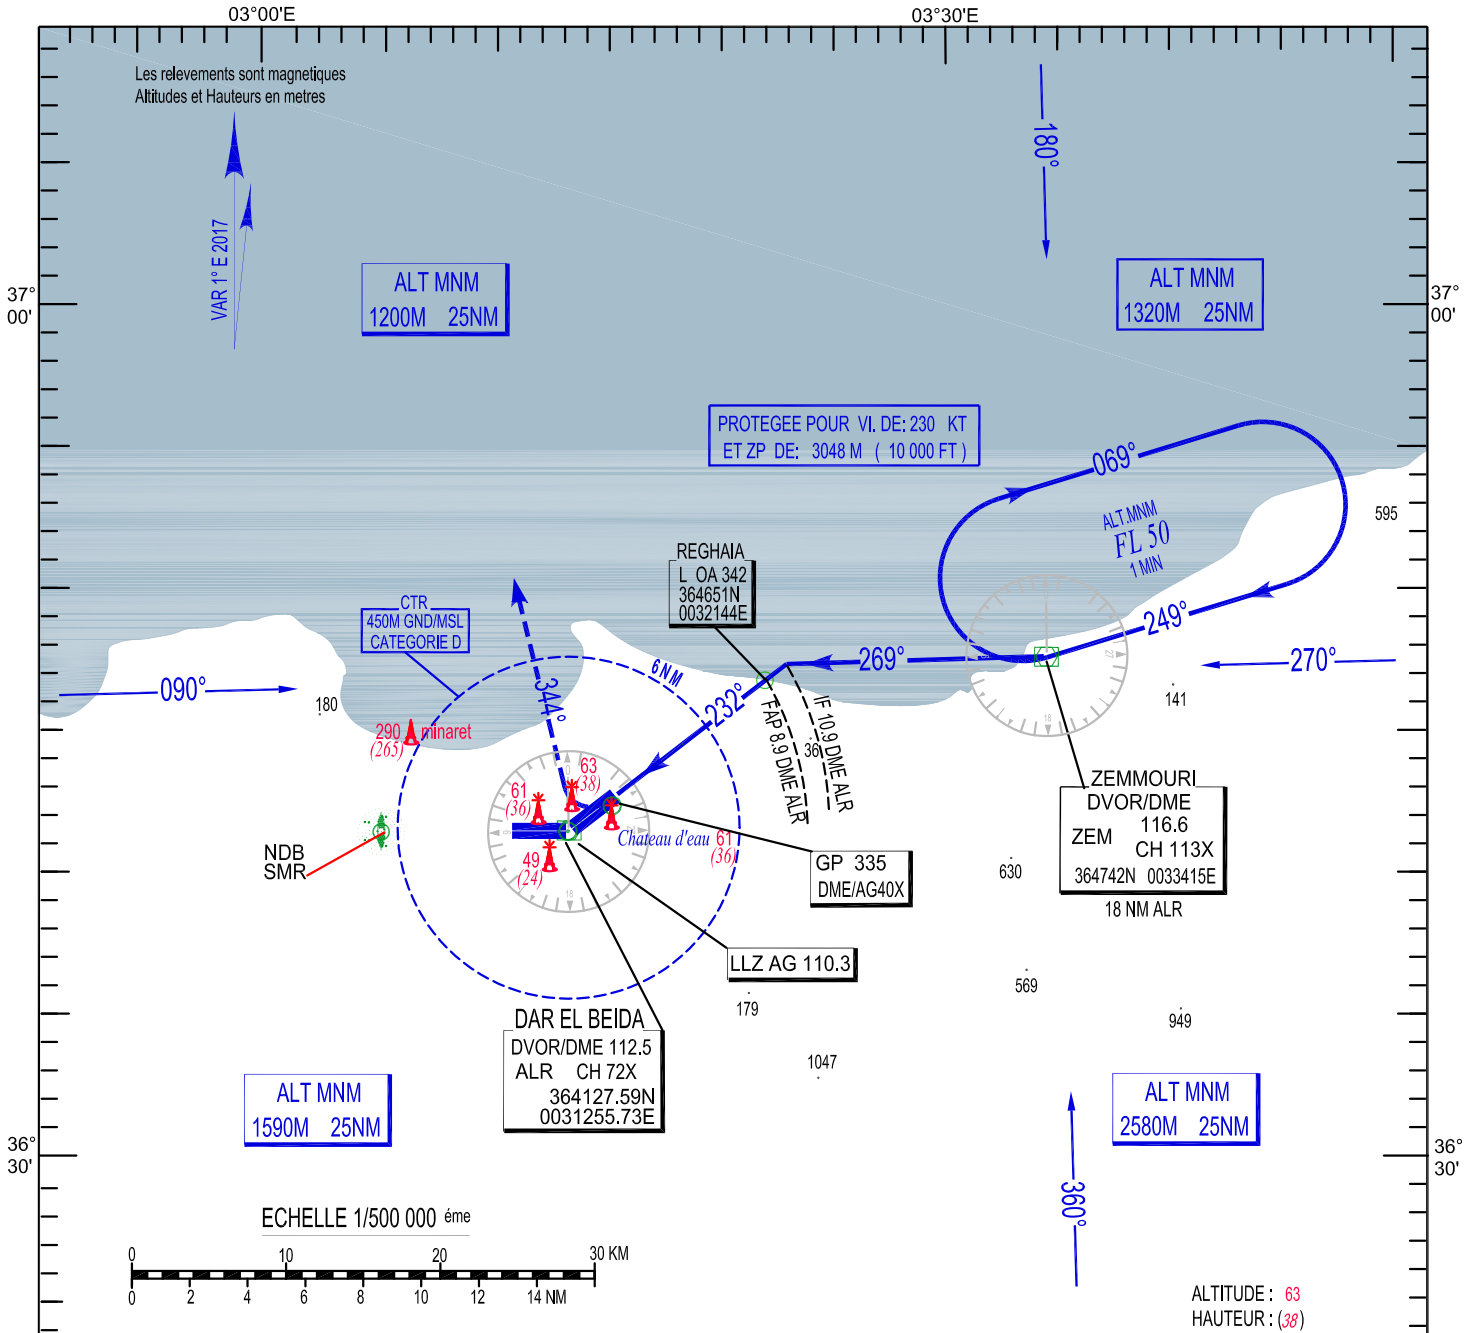 03°00'E
03°30'E
Les relevements sont magnetiques
Altitudes et Hauteurs en metres
VAR 1° E 2017
180°
37°
00'
37°
00'
ALT MNM
1200M 25NM
ALT MNM
1320M 25NM
PROTEGEE POUR VI. DE: 230 KT
ET ZP DE: 3048 M ( 10 000 FT )
069°
ALT.MNM
FL 50
1 MIN
595
REGHAIA
L OA 342
364651N
0032144E
CTR
450M GND/MSL
CATEGORIE D
249°
269°
270°
090°
6 NM
344°
232°
180
141
290 minaret
(265)
FAP 8.9 DME ALR
IF 10.9 DME ALR
36
63
(38)
61
(36)
Chateau d'eau 61
(36)
49
(24)
0
6
18
18
NDB
SMR
GP 335
DME/AG40X
ZEMMOURI
DVOR/DME
116.6
ZEM
CH 113X
364742N 0033415E
18 NM ALR
630
LLZ AG 110.3
569
179
949
1047
DAR EL BEIDA
DVOR/DME 112.5
ALR CH 72X
364127.59N
0031255.73E
ALT MNM
1590M 25NM
ALT MNM
2580M 25NM
36°
30'
36°
30'
360°
ECHELLE 1/500 000 éme
0 10 20 30 KM
0 2 4 6 8 10 12 14 NM
ALTITUDE : 63
HAUTEUR : (38)